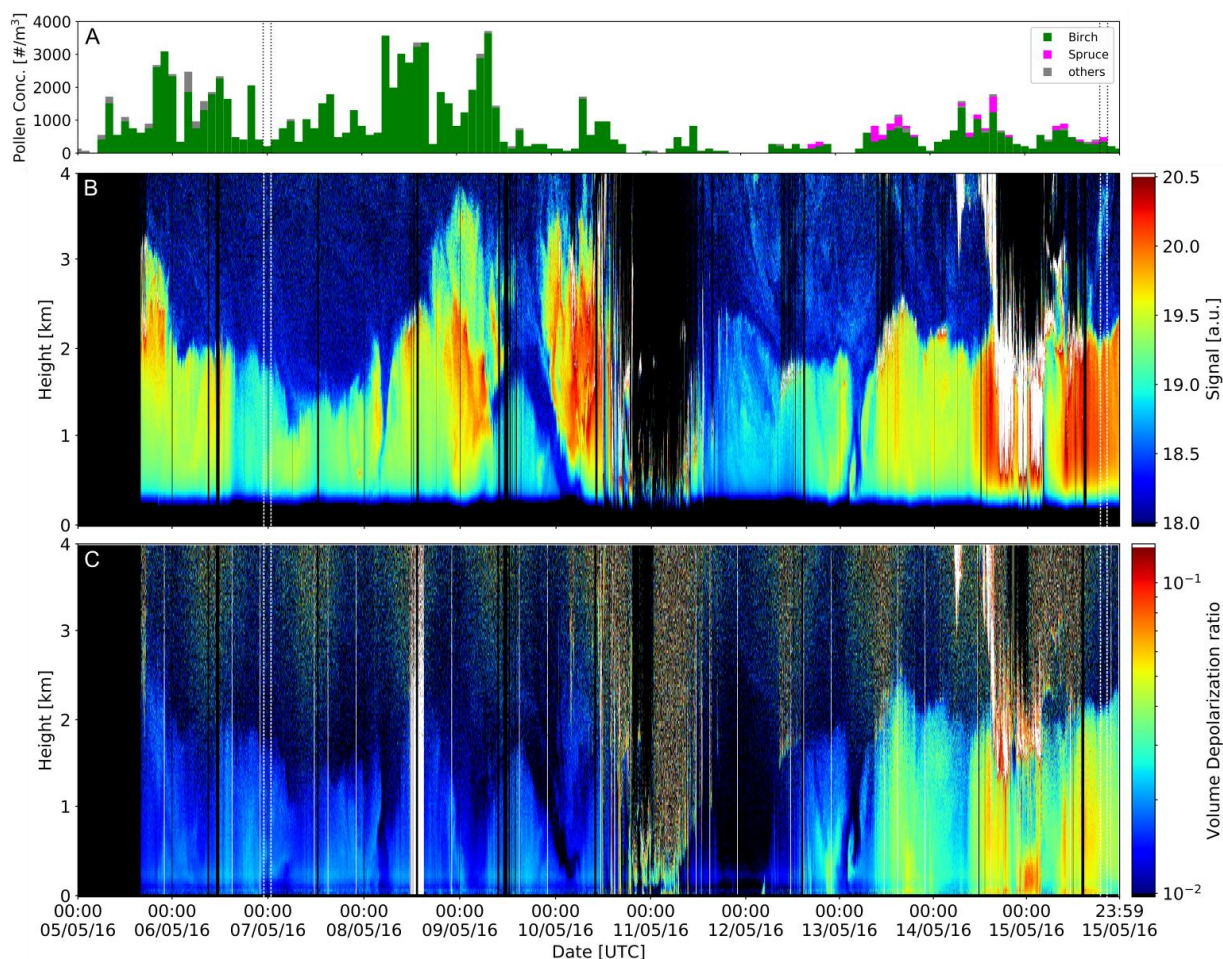 A
Pollen Conc. [#/m³]
4000
3000
2000
1000
0
Birch
Spruce
others
B
Height [km]
4
3
2
1
0
20.5
20.0
19.5
19.0
18.5
18.0
Signal [a.u.]
C
Height [km]
4
3
2
1
0
10⁻¹
10⁻²
Volume Depolarization ratio
00:00 00:00 00:00 00:00 00:00 00:00 00:00 00:00 00:00 00:00 00:00 23:59
05/05/16 06/05/16 07/05/16 08/05/16 09/05/16 10/05/16 11/05/16 12/05/16 13/05/16 14/05/16 15/05/16 15/05/16
Date [UTC]